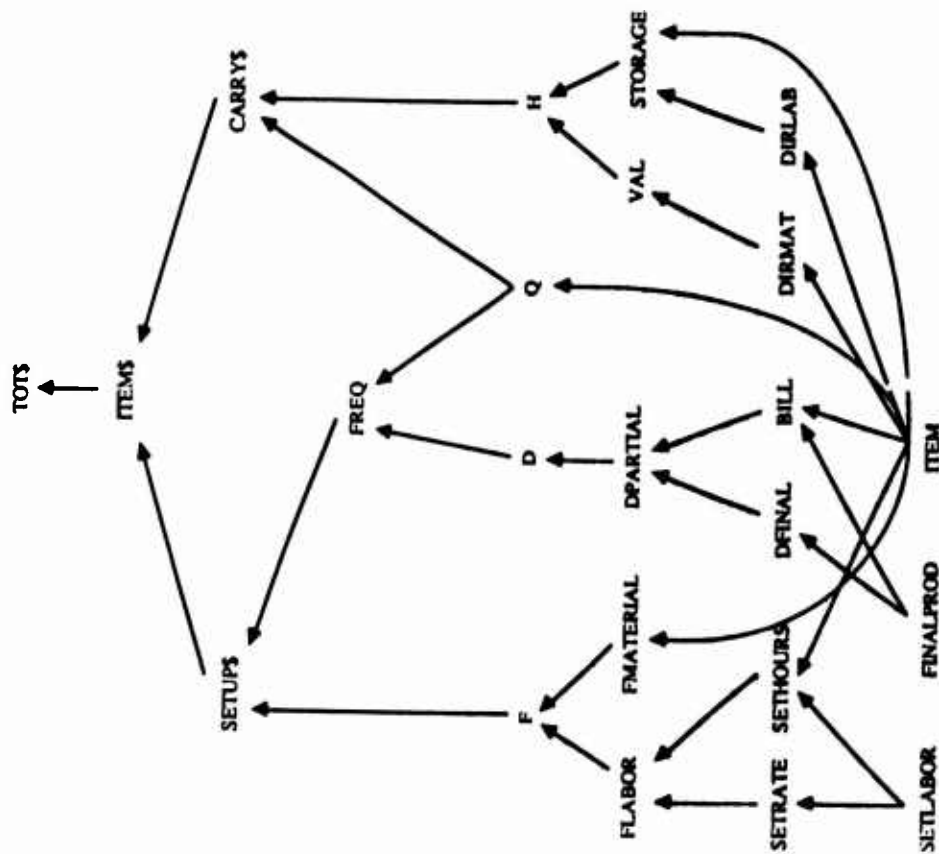 TOT$
ITEM$
SETUP$ CARRY$
FREQ
F D Q H
FLABOR FMATERIAL DPARTIAL VAL STORAGE
SETRATE SETHOURS DFINAL BILL DIRMAT DIRLAB
SETLABOR FINALPROD ITEM